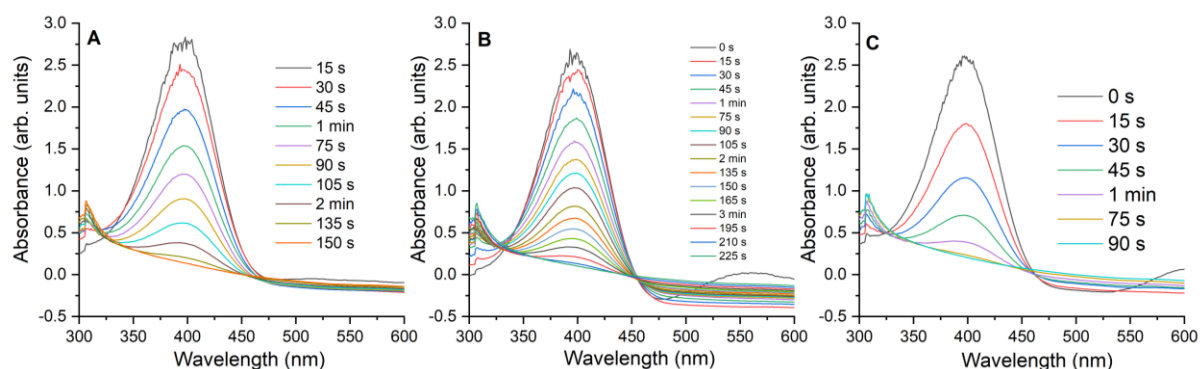 A
Absorbance (arb. units)
3.0
2.5
2.0
1.5
1.0
0.5
0.0
-0.5
300 350 400 450 500 550 600
Wavelength (nm)
15 s
30 s
45 s
1 min
75 s
90 s
105 s
2 min
135 s
150 s
B
Absorbance (arb. units)
3.0
2.5
2.0
1.5
1.0
0.5
0.0
-0.5
300 350 400 450 500 550 600
Wavelength (nm)
0 s
15 s
30 s
45 s
1 min
75 s
90 s
105 s
2 min
135 s
150 s
165 s
3 min
195 s
210 s
225 s
C
Absorbance (arb. units)
3.0
2.5
2.0
1.5
1.0
0.5
0.0
-0.5
300 350 400 450 500 550 600
Wavelength (nm)
0 s
15 s
30 s
45 s
1 min
75 s
90 s